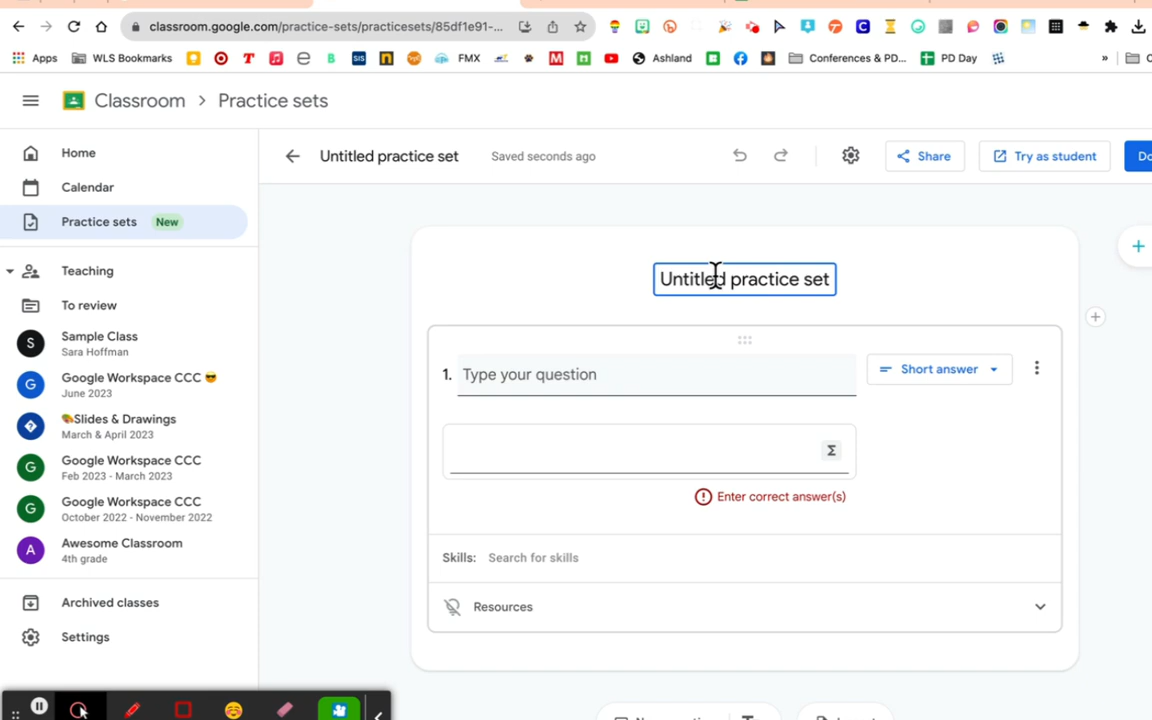 classroom.google.com/practice-sets/practicesets/85df1e91-...
Apps WLS Bookmarks FMX Ashland Conferences & PD... PD Day »
Classroom > Practice sets
Home
Calendar
Practice sets New
Teaching
To review
S Sample Class
Sara Hoffman
G Google Workspace CCC 😎
June 2023
🎨Slides & Drawings
March & April 2023
G Google Workspace CCC
Feb 2023 - March 2023
G Google Workspace CCC
October 2022 - November 2022
A Awesome Classroom
4th grade
Archived classes
Settings
Untitled practice set Saved seconds ago Share Try as student
Untitled practice set
1. Type your question Short answer
Σ
Enter correct answer(s)
Skills: Search for skills
Resources